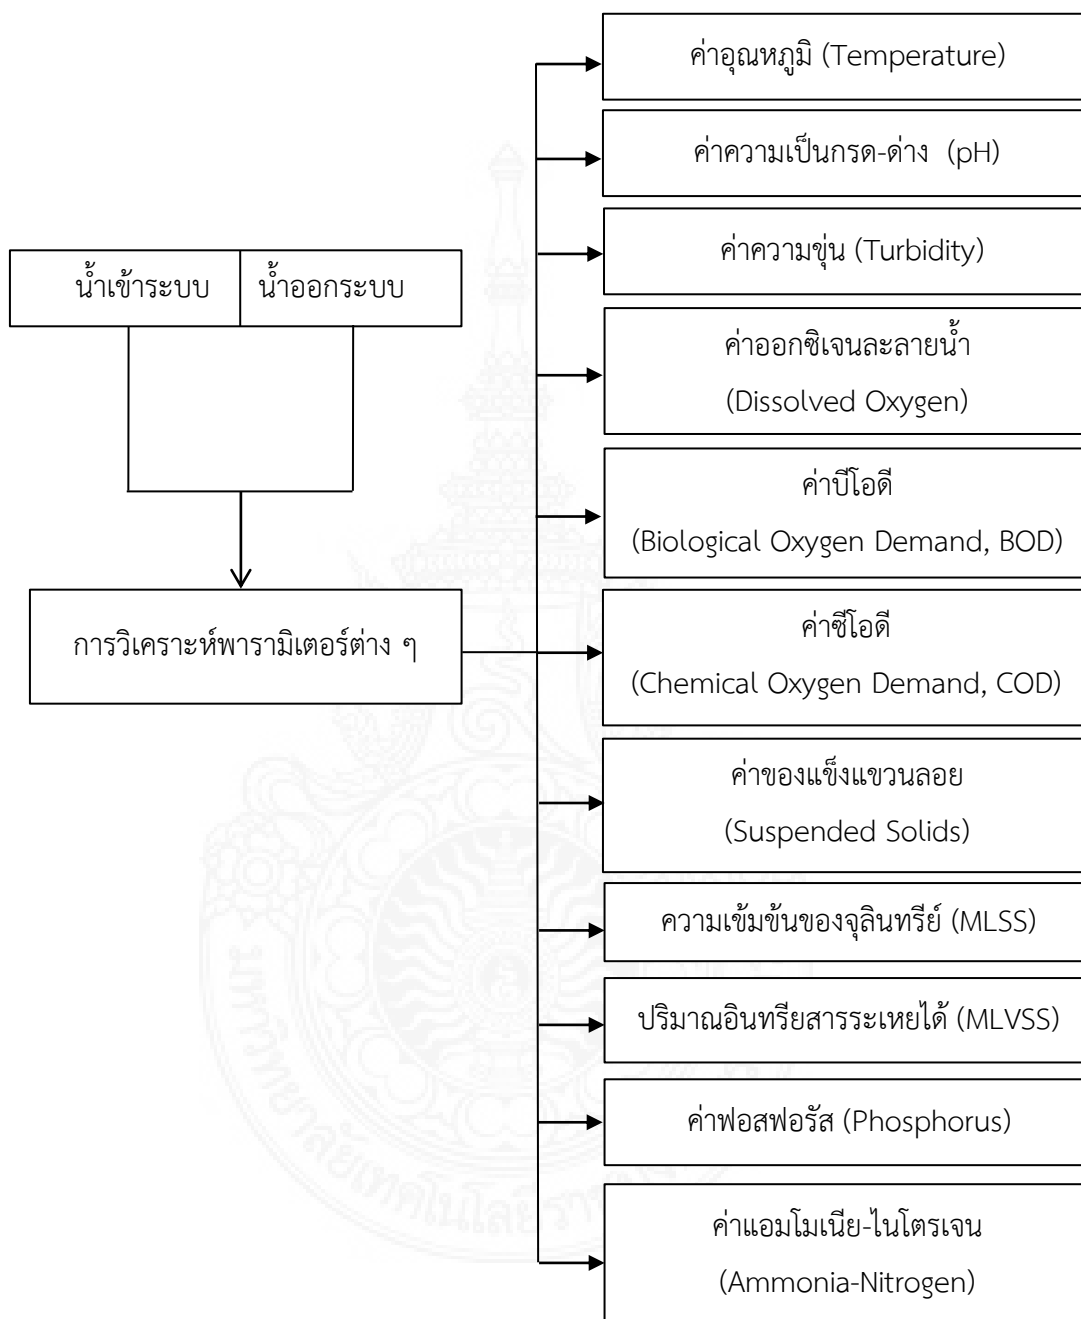 น้ำเข้าระบบ
น้ำออกระบบ
การวิเคราะห์พารามิเตอร์ต่าง ๆ
ค่าอุณหภูมิ (Temperature)
ค่าความเป็นกรด-ด่าง (pH)
ค่าความขุ่น (Turbidity)
ค่าออกซิเจนละลายน้ำ
(Dissolved Oxygen)
ค่าบีโอดี
(Biological Oxygen Demand, BOD)
ค่าซีโอดี
(Chemical Oxygen Demand, COD)
ค่าของแข็งแขวนลอย
(Suspended Solids)
ความเข้มข้นของจุลินทรีย์ (MLSS)
ปริมาณอินทรียสารระเหยได้ (MLVSS)
ค่าฟอสฟอรัส (Phosphorus)
ค่าแอมโมเนีย-ไนโตรเจน
(Ammonia-Nitrogen)